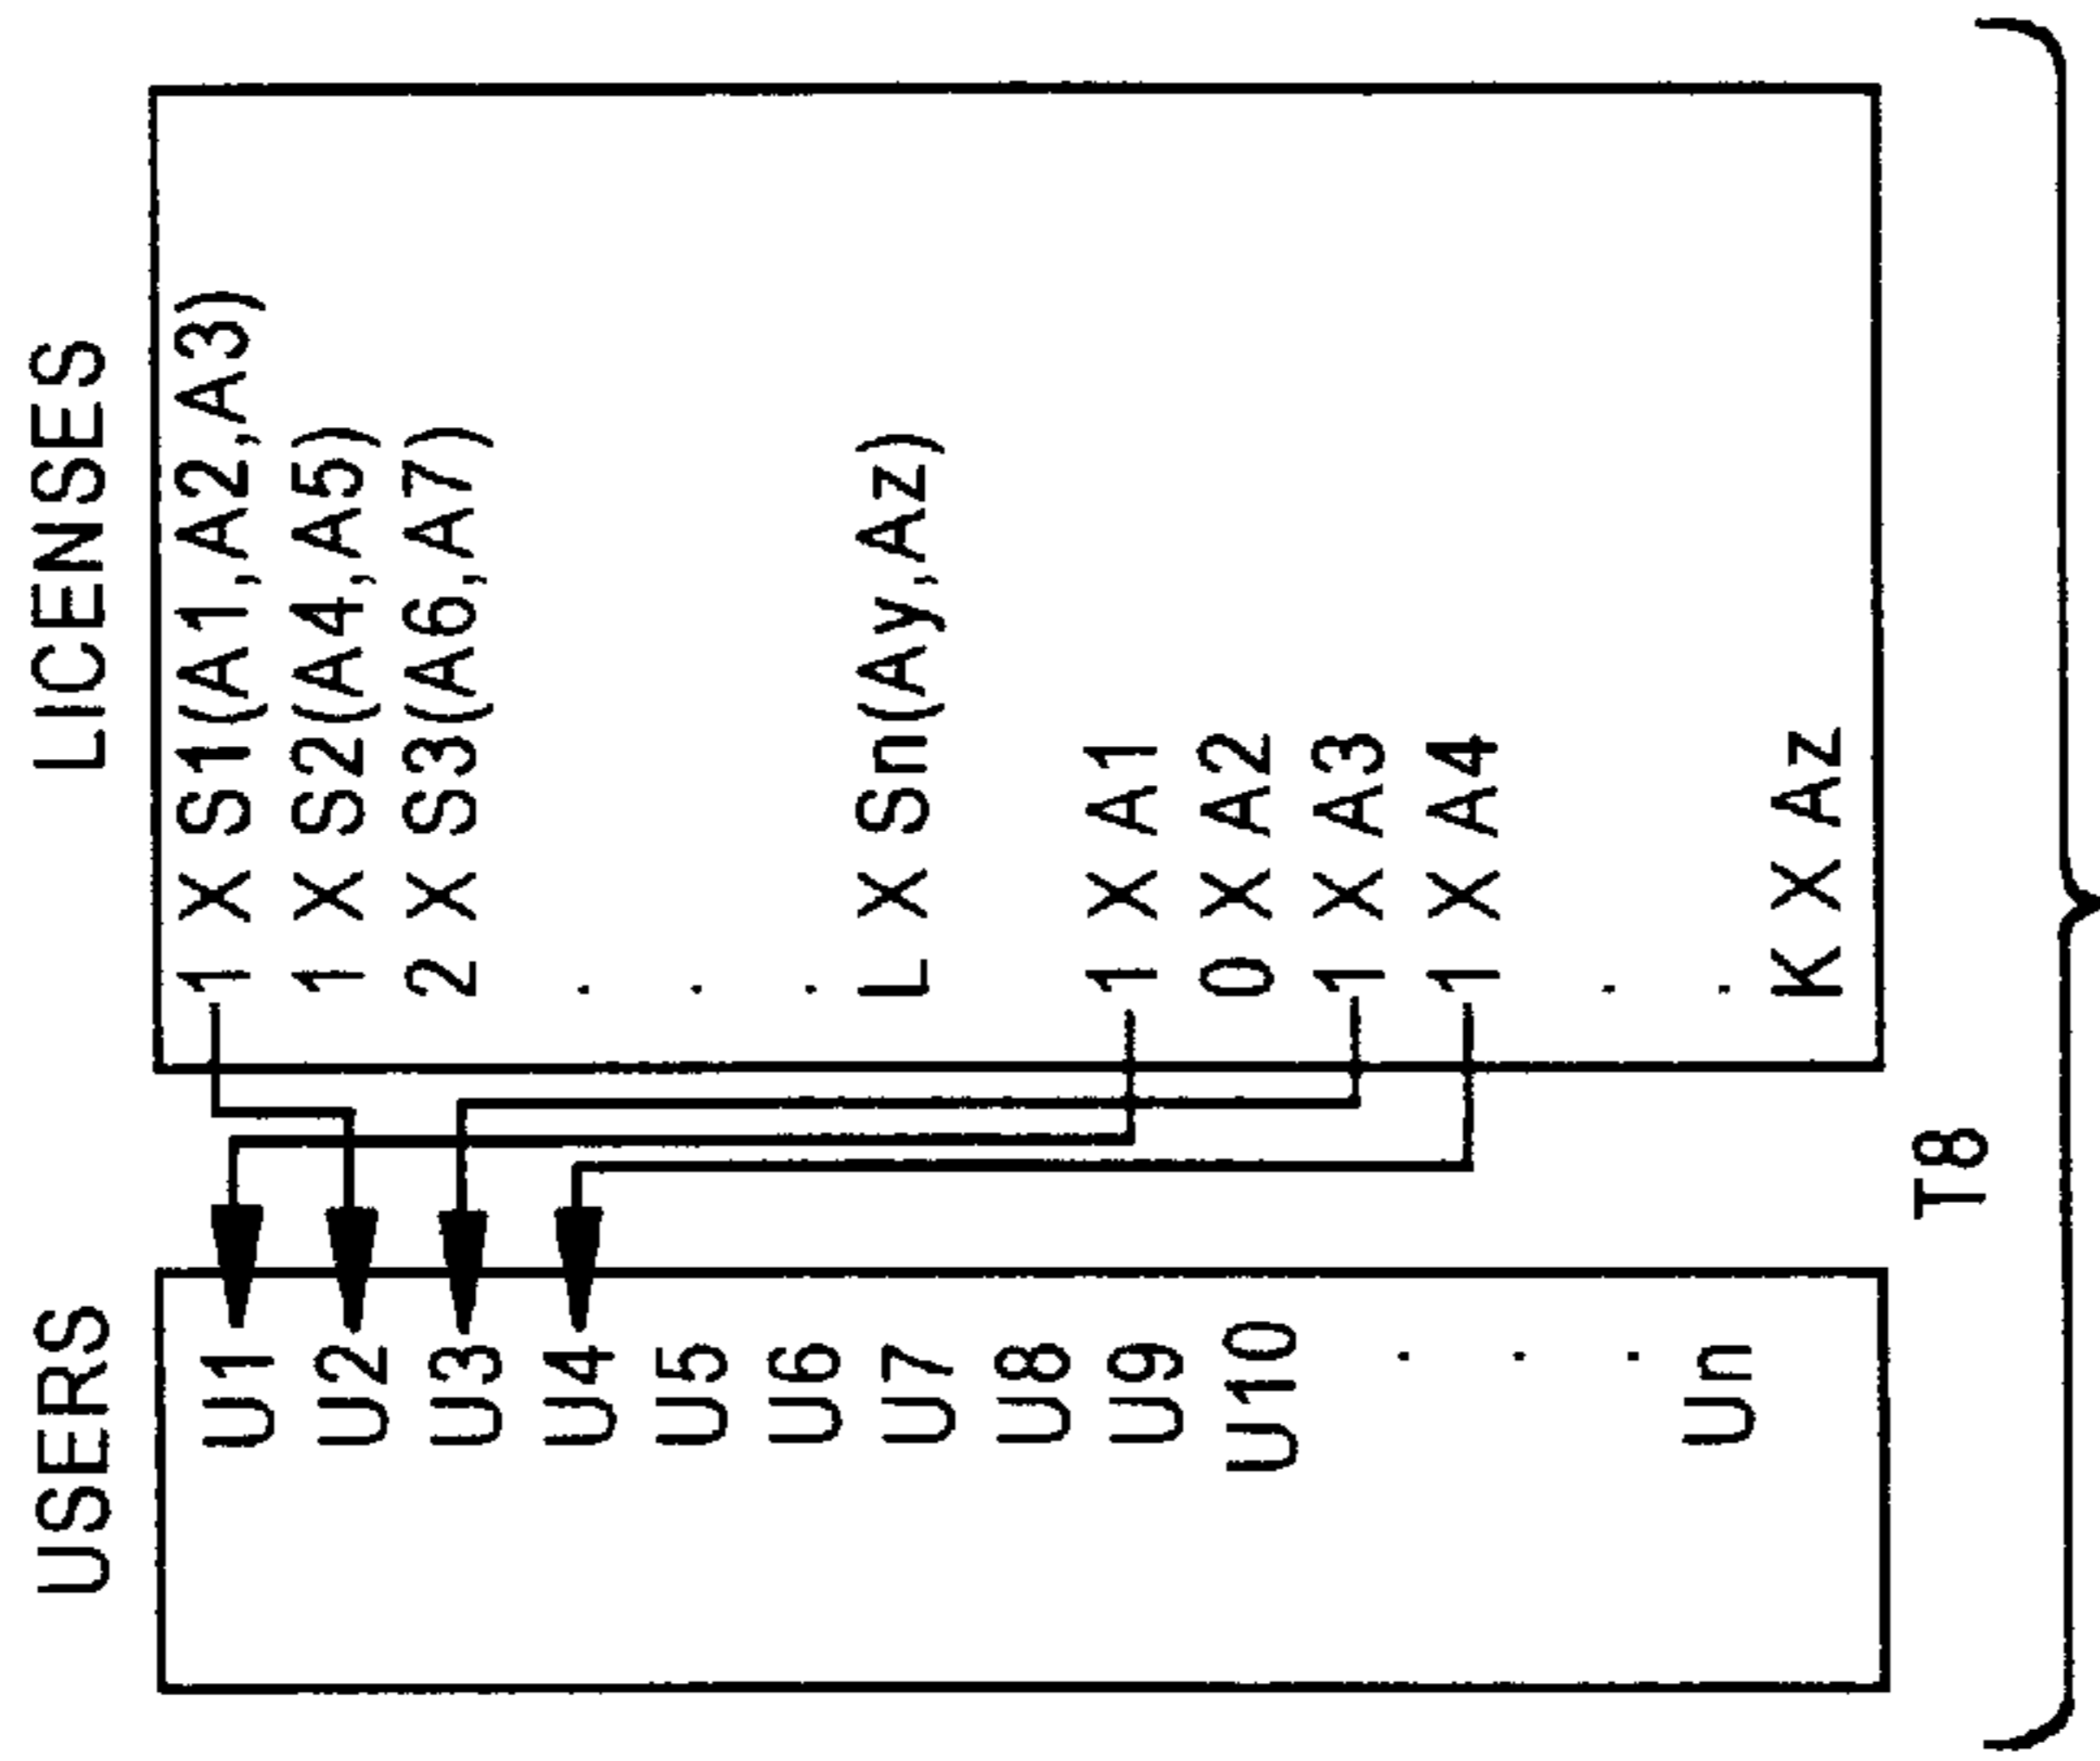 USERS
U1
U2
U3
U4
U5
U6
U7
U8
U9
U10
.
.
.
Un
LICENSES
1 X S1(A1,A2,A3)
1 X S2(A4,A5)
2 X S3(A6,A7)
.
.
.
L X Sn(Ay,Az)
1 X A1
0 X A2
1 X A3
1 X A4
.
.
K X Az
T8